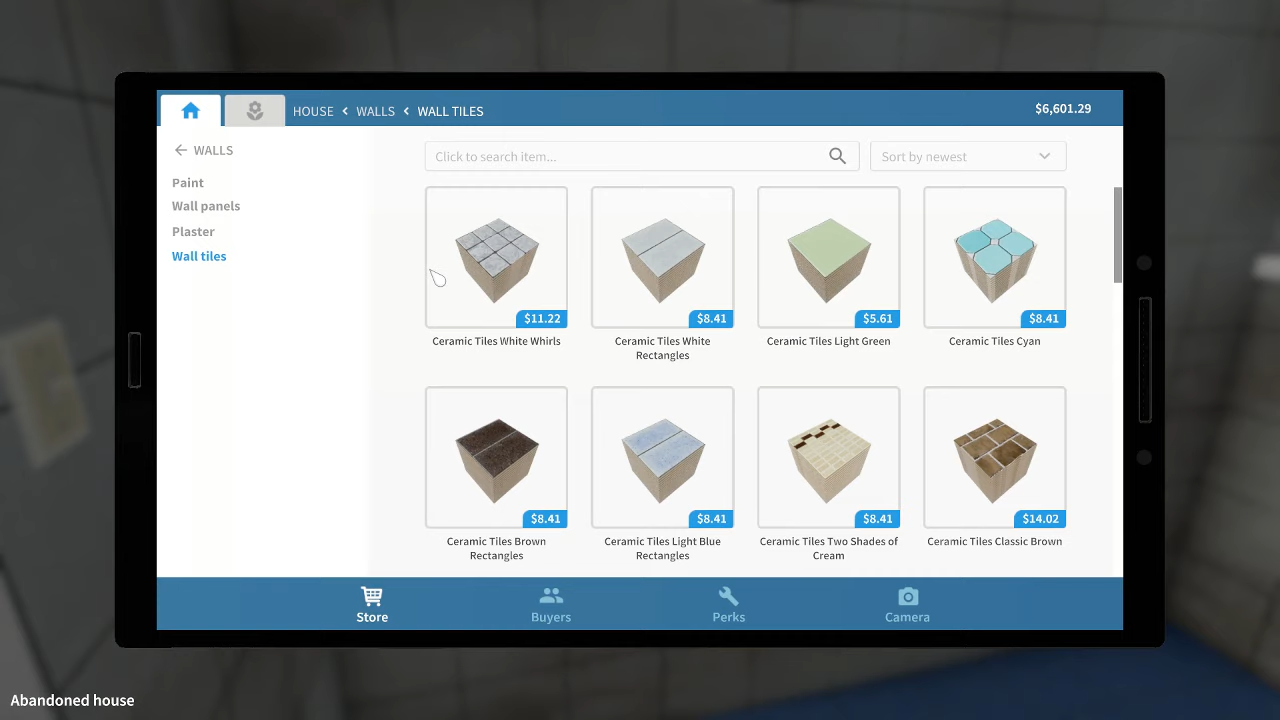 HOUSE < WALLS < WALL TILES
$6,601.29
WALLS
Paint
Wall panels
Plaster
Wall tiles
Click to search item...
Sort by newest
$11.22
$8.41
$5.61
$8.41
Ceramic Tiles White Whirls
Ceramic Tiles White
Rectangles
Ceramic Tiles Light Green
Ceramic Tiles Cyan
$8.41
$8.41
$8.41
$14.02
Ceramic Tiles Brown
Rectangles
Ceramic Tiles Light Blue
Rectangles
Ceramic Tiles Two Shades of
Cream
Ceramic Tiles Classic Brown
Store
Buyers
Perks
Camera
Abandoned house